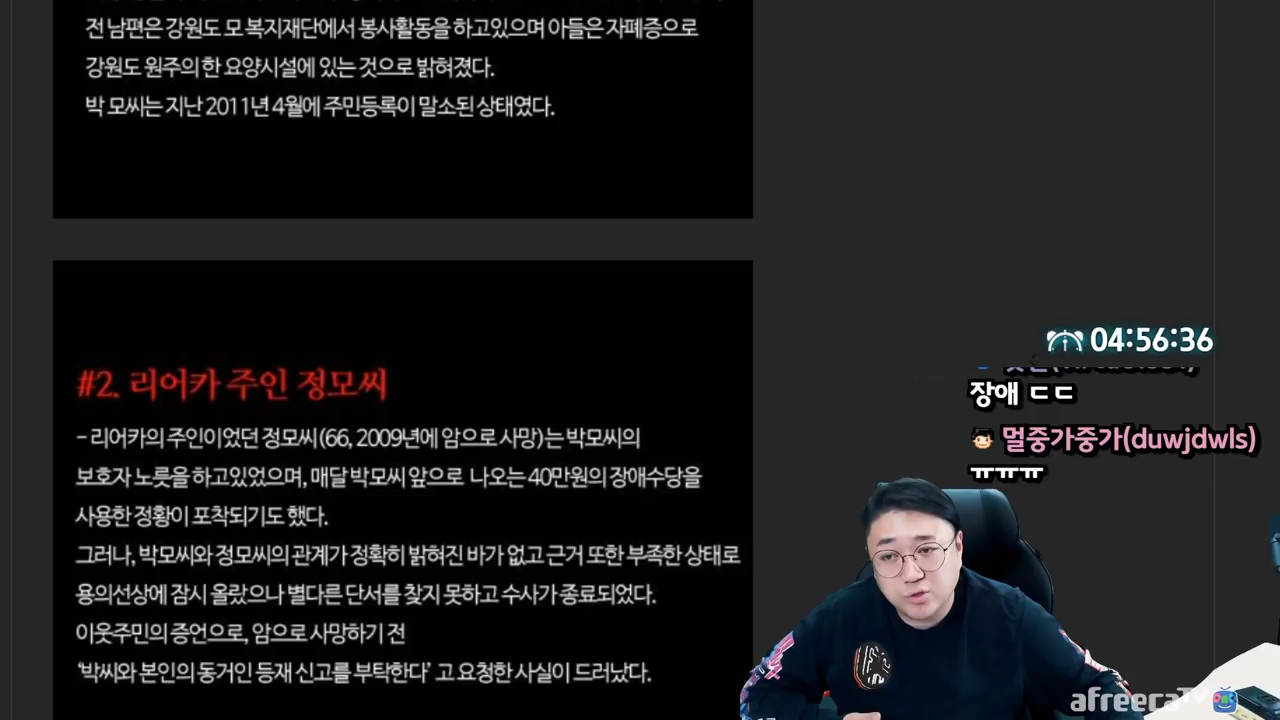 전 남편은 강원도 모 복지재단에서 봉사활동을 하고있으며 아들은 자폐증으로
강원도 원주의 한 요양시설에 있는 것으로 밝혀졌다.
박 모씨는 지난 2011년 4월에 주민등록이 말소된 상태였다.
#2. 리어카 주인 정모씨
- 리어카의 주인이었던 정모씨(66, 2009년에 암으로 사망)는 박모씨의
보호자 노릇을 하고있었으며, 매달 박모씨 앞으로 나오는 40만원의 장애수당을
사용한 정황이 포착되기도 했다.
그러나, 박모씨와 정모씨의 관계가 정확히 밝혀진 바가 없고 근거 또한 부족한 상태로
용의선상에 잠시 올랐으나 별다른 단서를 찾지 못하고 수사가 종료되었다.
이웃주민의 증언으로, 암으로 사망하기 전
'박씨와 본인의 동거인 등재 신고를 부탁한다' 고 요청한 사실이 드러났다.
04:56:36
장애 ㄷㄷ
멀중가중가(duwjdwls)
ㅠㅠㅠ
afreecaTV